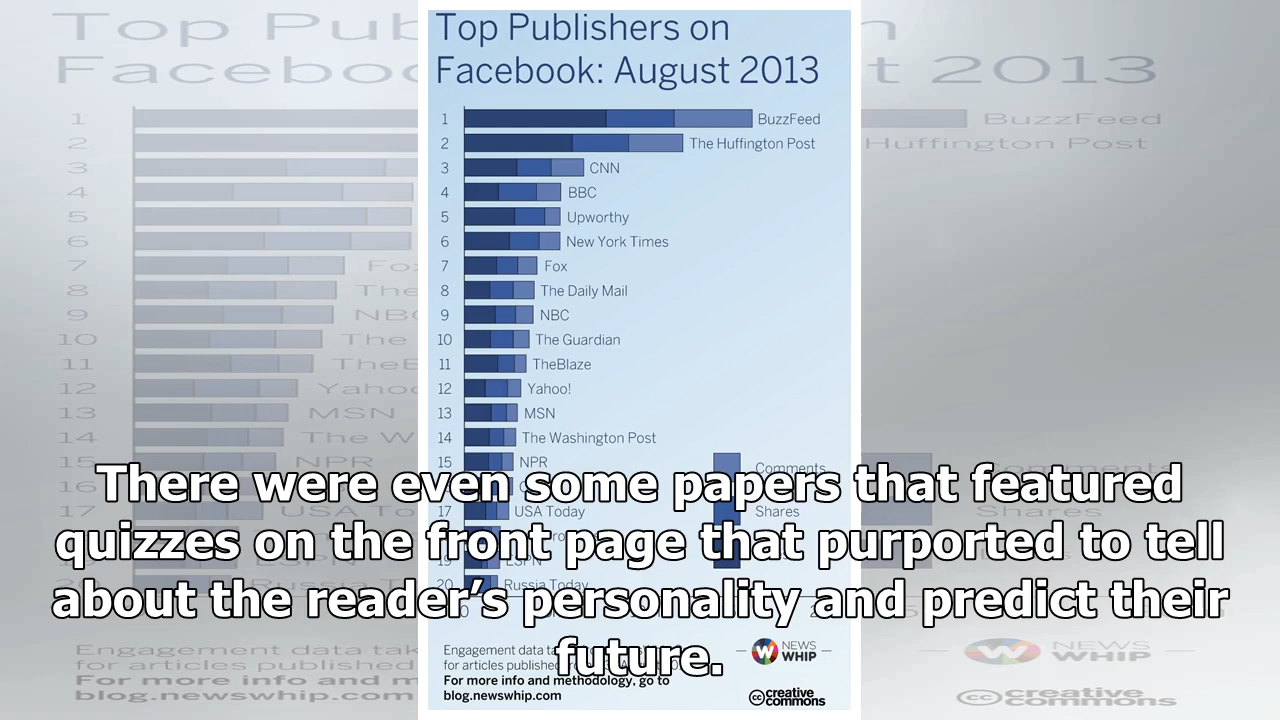 Top Publishers on
Facebook: August 2013
1 BuzzFeed
2 The Huffington Post
3 CNN
4 BBC
5 Upworthy
6 New York Times
7 Fox
8 The Daily Mail
9 NBC
10 The Guardian
11 TheBlaze
12 Yahoo!
13 MSN
14 The Washington Post
15 NPR
Comments
There were even some papers that featured
17 USA Today
Shares
quizzes on the front page that purported to tell
ESPN
20 Russia Today
about the reader’s personality and predict their
Engagement data
for articles published
future.
For more info and methodology, go to
blog.newswhip.com
NEWS
WHIP
cc creative
commons